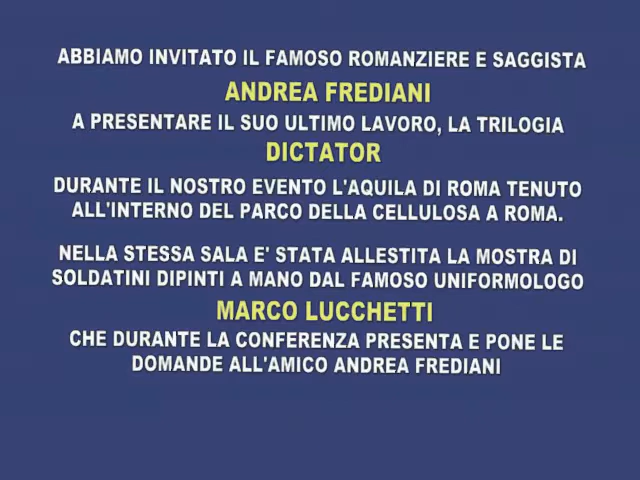 ABBIAMO INVITATO IL FAMOSO ROMANZIERE E SAGGISTA
ANDREA FREDIANI
A PRESENTARE IL SUO ULTIMO LAVORO, LA TRILOGIA
DICTATOR
DURANTE IL NOSTRO EVENTO L'AQUILA DI ROMA TENUTO
ALL'INTERNO DEL PARCO DELLA CELLULOSA A ROMA.
NELLA STESSA SALA E' STATA ALLESTITA LA MOSTRA DI
SOLDATINI DIPINTI A MANO DAL FAMOSO UNIFORMOLOGO
MARCO LUCCHETTI
CHE DURANTE LA CONFERENZA PRESENTA E PONE LE
DOMANDE ALL'AMICO ANDREA FREDIANI